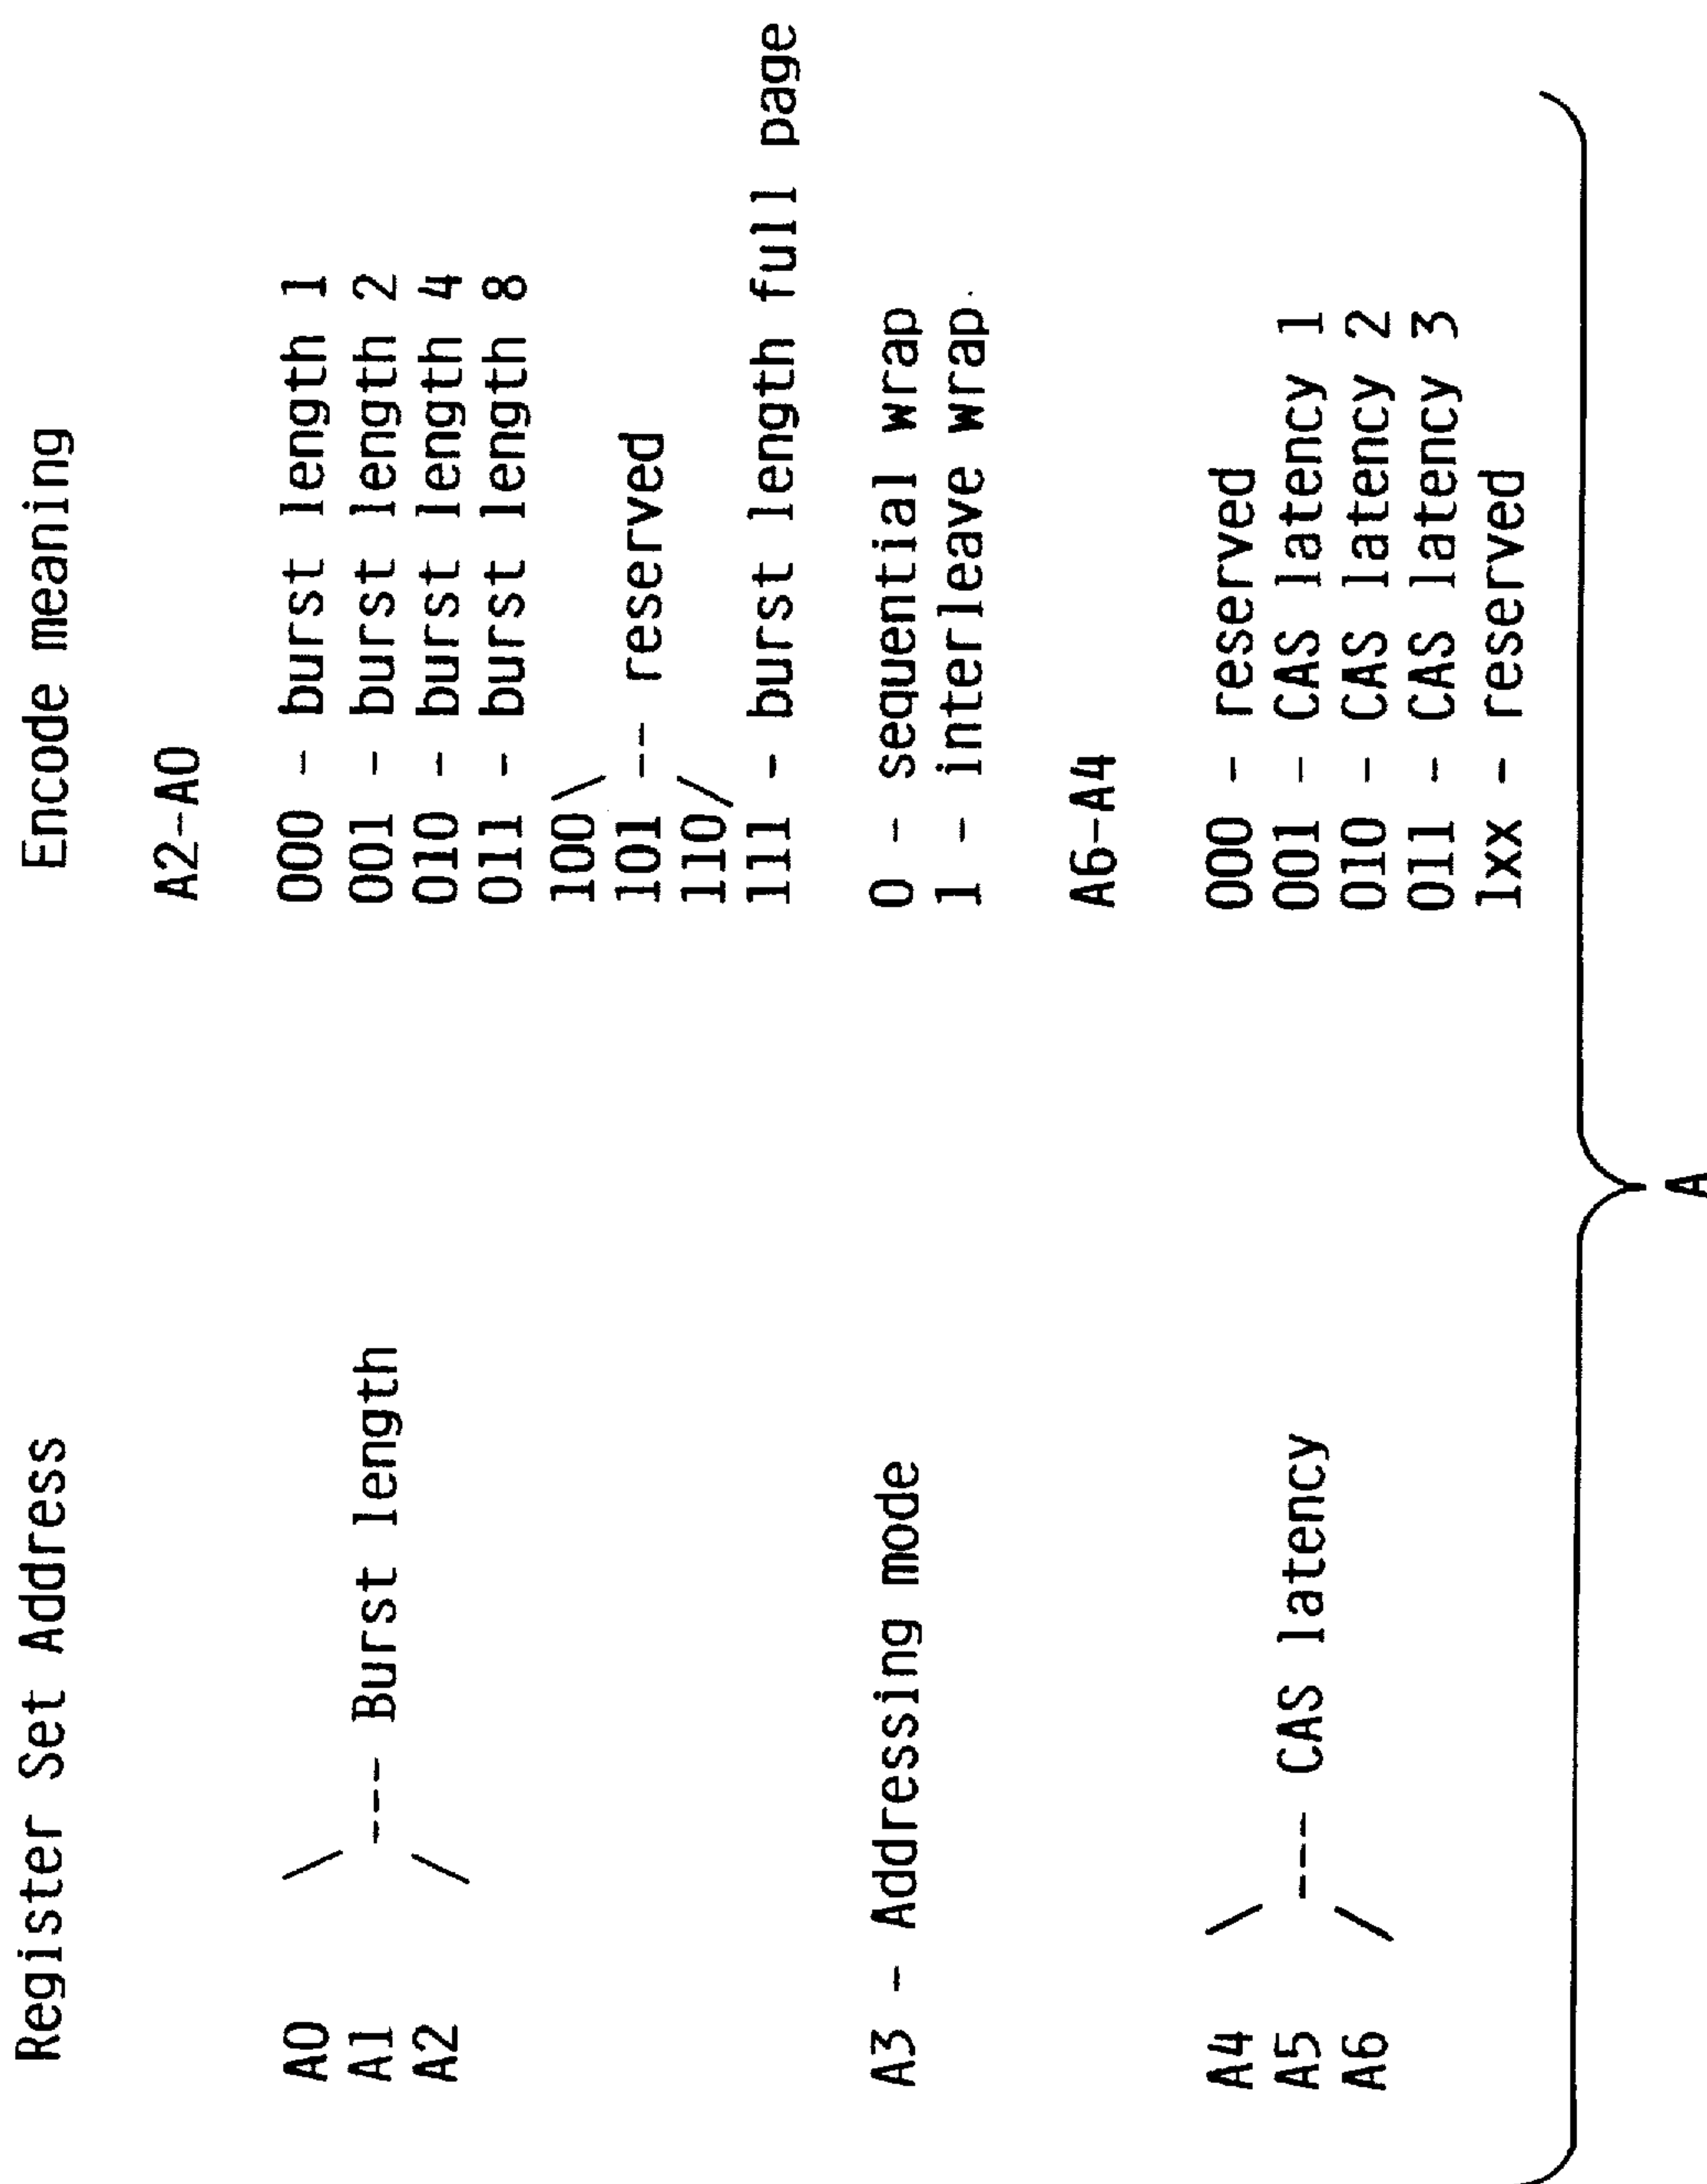 Register Set Address    Encode meaning
A2-A0
A0 \    000 - burst length 1
A1 --- Burst length    001 - burst length 2
A2 /    010 - burst length 4
011 - burst length 8
100\
101 -- reserved
110/
111 - burst length full page
A3 - Addressing mode    0 - sequential wrap
1 - interleave wrap
A6-A4
A4 \    000 - reserved
A5 --- CAS latency    001 - CAS latency 1
A6 /    010 - CAS latency 2
011 - CAS latency 3
1xx - reserved
A